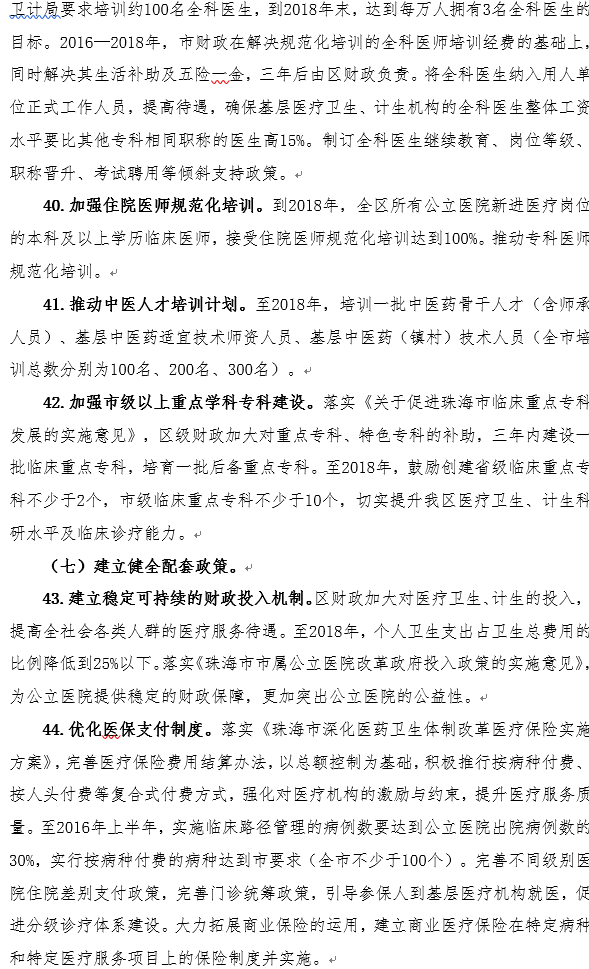 卫计局要求培训约100名全科医生，到2018年末，达到每万人拥有3名全科医生的
目标。2016—2018年，市财政在解决规范化培训的全科医师培训经费的基础上，
同时解决其生活补助及五险一金，三年后由区财政负责。将全科医生纳入用人单
位正式工作人员，提高待遇，确保基层医疗卫生、计生机构的全科医生整体工资
水平要比其他专科相同职称的医生高15%。制订全科医生继续教育、岗位等级、
职称晋升、考试聘用等倾斜支持政策。
40. 加强住院医师规范化培训。到2018年，全区所有公立医院新进医疗岗位
的本科及以上学历临床医师，接受住院医师规范化培训达到100%。推动专科医师
规范化培训。
41. 推动中医人才培训计划。至2018年，培训一批中医药骨干人才（含师承
人员）、基层中医药适宜技术师资人员、基层中医药（镇村）技术人员（全市培
训总数分别为100名、200名、300名）。
42. 加强市级以上重点学科专科建设。落实《关于促进珠海市临床重点专科
发展的实施意见》，区级财政加大对重点专科、特色专科的补助，三年内建设一
批临床重点专科，培育一批后备重点专科。至2018年，鼓励创建省级临床重点专
科不少于2个，市级临床重点专科不少于10个，切实提升我区医疗卫生、计生科
研水平及临床诊疗能力。
（七）建立健全配套政策。
43. 建立稳定可持续的财政投入机制。区财政加大对医疗卫生、计生的投入，
提高全社会各类人群的医疗服务待遇。至2018年，个人卫生支出占卫生总费用的
比例降低到25%以下。落实《珠海市市属公立医院改革政府投入政策的实施意见》，
为公立医院提供稳定的财政保障，更加突出公立医院的公益性。
44. 优化医保支付制度。落实《珠海市深化医药卫生体制改革医疗保险实施
方案》，完善医疗保险费用结算办法，以总额控制为基础，积极推行按病种付费、
按人头付费等复合式付费方式，强化对医疗机构的激励与约束，提升医疗服务质
量。至2016年上半年，实施临床路径管理的病例数要达到公立医院出院病例数的
30%，实行按病种付费的病种达到市要求（全市不少于100个）。完善不同级别医
院住院差别支付政策，完善门诊统筹政策，引导参保人到基层医疗机构就医，促
进分级诊疗体系建设。大力拓展商业保险的运用，建立商业医疗保险在特定病种
和特定医疗服务项目上的保险制度并实施。